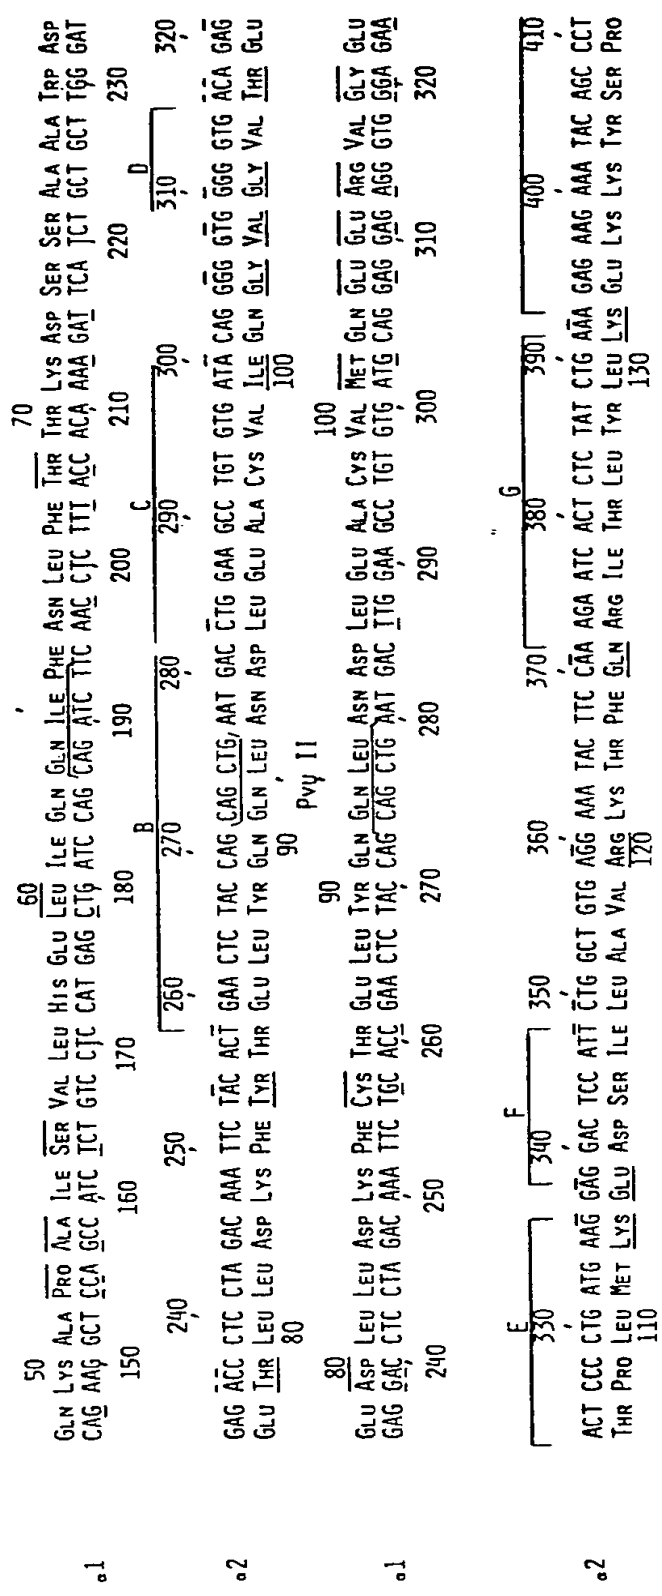 50 60 70
GLN LYS ALA PRO ALA ILE SER VAL LEU HIS GLU LEU ILE GLN GLN ILE PHE ASN LEU PHE THR THR LYS ASP SER SER ALA ALA TRP ASP
α1 CAG AAG GCT CCA GCC ATC TCT GTC CTC CAT GAG CTG ATC CAG CAG ATC TTC AAC CTC TTT ACC ACA AAA GAT TCA TCT GCT GCT TGG GAT
150 160 170 180 190 200 210 220 230
B C D
240 250 260 270 280 290 300 310 320
α2 GAG ACC CTC CTA GAC AAA TTC TAC ACT GAA CTC TAC CAG CAG CTG AAT GAC CTG GAA GCC TGT GTG ATA CAG GGG GTG GGG GTG ACA GAG
GLU THR LEU LEU ASP LYS PHE TYR THR GLU LEU TYR GLN GLN LEU ASN ASP LEU GLU ALA CYS VAL ILE GLN GLY VAL GLY VAL THR GLU
80 90 100
Pvy II
80 90 100
GLU ASP LEU LEU ASP LYS PHE CYS THR GLU LEU TYR GLN GLN LEU ASN ASP LEU GLU ALA CYS VAL MET GLN GLU GLU ARG VAL GLY GLU
α1 GAG GAC CTC CTA GAC AAA TTC TGC ACC GAA CTC TAC CAG CAG CTG AAT GAC TTG GAA GCC TGT GTG ATG CAG GAG GAG AGG GTG GGA GAA
240 250 260 270 280 290 300 310 320
E F G
330 340 350 360 370 380 390 400 410
α2 ACT CCC CTG ATG AAG GAG GAC TCC ATT CTG GCT GTG AGG AAA TAC TTC CAA AGA ATC ACT CTC TAT CTG AAA GAG AAG AAA TAC AGC CCT
THR PRO LEU MET LYS GLU ASP SER ILE LEU ALA VAL ARG LYS THR PHE GLN ARG ILE THR LEU TYR LEU LYS GLU LYS LYS TYR SER PRO
110 120 130